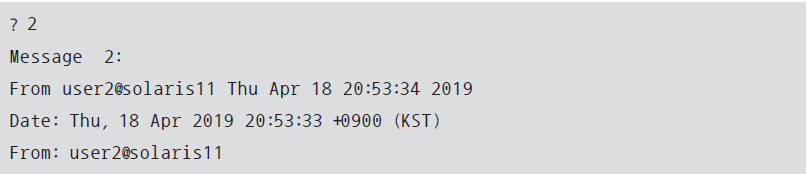 ? 2
Message  2:
From user2@solaris11 Thu Apr 18 20:53:34 2019
Date: Thu, 18 Apr 2019 20:53:33 +0900 (KST)
From: user2@solaris11